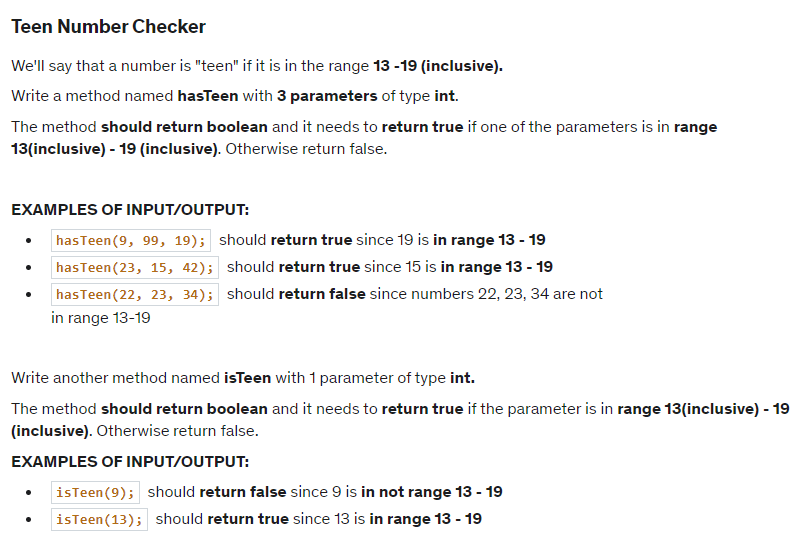 Teen Number Checker
We'll say that a number is "teen" if it is in the range 13 -19 (inclusive).
Write a method named hasTeen with 3 parameters of type int.
The method should return boolean and it needs to return true if one of the parameters is in range
13(inclusive) - 19 (inclusive). Otherwise return false.
EXAMPLES OF INPUT/OUTPUT:
hasTeen(9, 99, 19); should return true since 19 is in range 13 - 19
hasTeen(23, 15, 42); should return true since 15 is in range 13 - 19
hasTeen(22, 23, 34); should return false since numbers 22, 23, 34 are not
in range 13-19
Write another method named isTeen with 1 parameter of type int.
The method should return boolean and it needs to return true if the parameter is in range 13(inclusive) - 19
(inclusive). Otherwise return false.
EXAMPLES OF INPUT/OUTPUT:
isTeen(9); should return false since 9 is in not range 13 - 19
isTeen(13); should return true since 13 is in range 13 - 19